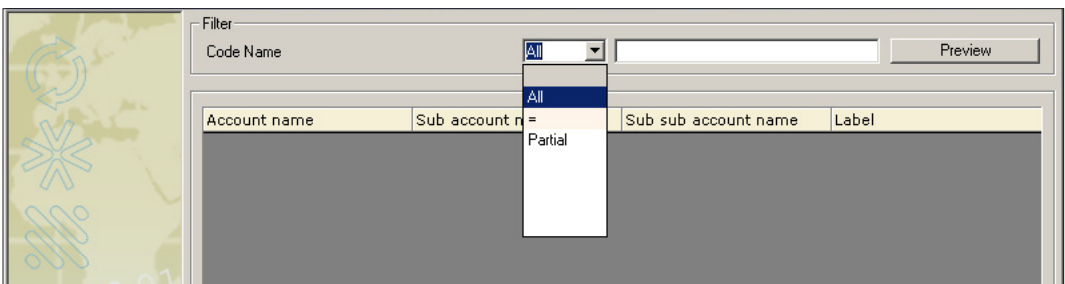 Filter
Code Name All Preview
All
=
Partial
Account name Sub account n Sub sub account name Label